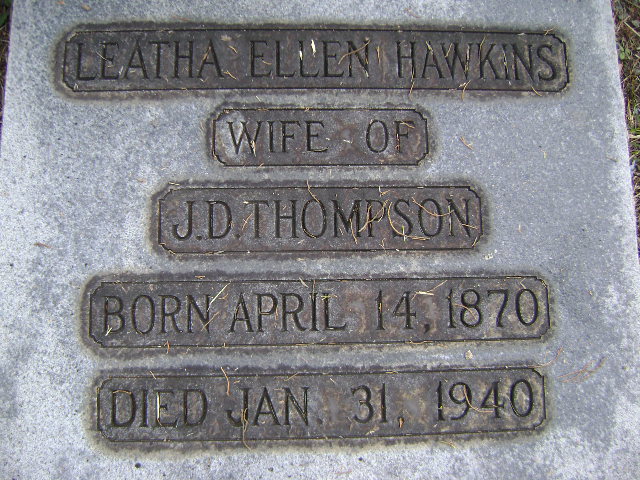 LEATHA ELLEN HAWKINS
WIFE OF
J.D. THOMPSON
BORN APRIL 14, 1870
DIED JAN. 31, 1940